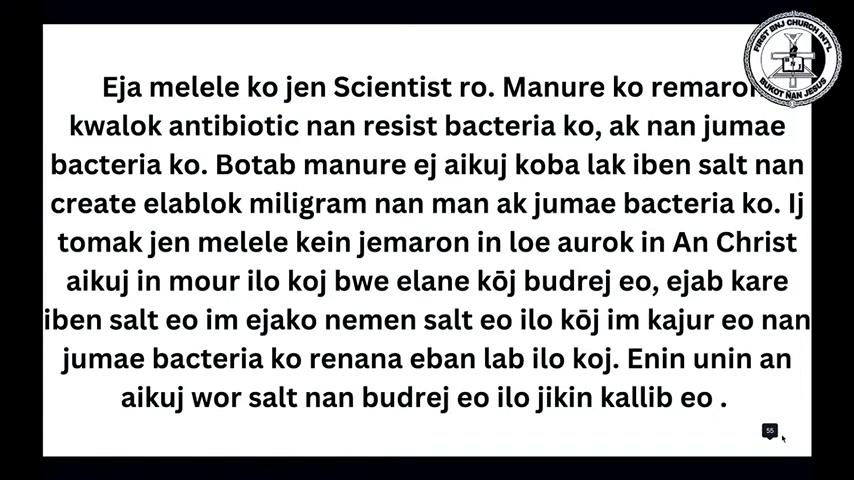 Eja melele ko jen Scientist ro. Manure ko remaron
kwalok antibiotic nan resist bacteria ko, ak nan jumae
bacteria ko. Botab manure ej aikuj koba lak iben salt nan
create elablok miligram nan man ak jumae bacteria ko. Ij
tomak jen melele kein jemaron in loe aurok in An Christ
aikuj in mour ilo koj bwe elane kōj budrej eo, ejab kare
iben salt eo im ejako nemen salt eo ilo kōj im kajur eo nan
jumae bacteria ko renana eban lab ilo koj. Enin unin an
aikuj wor salt nan budrej eo ilo jikin kallib eo .
FIRST BNJ CHURCH INT'L
BUKOT ÑAN JESUS
55